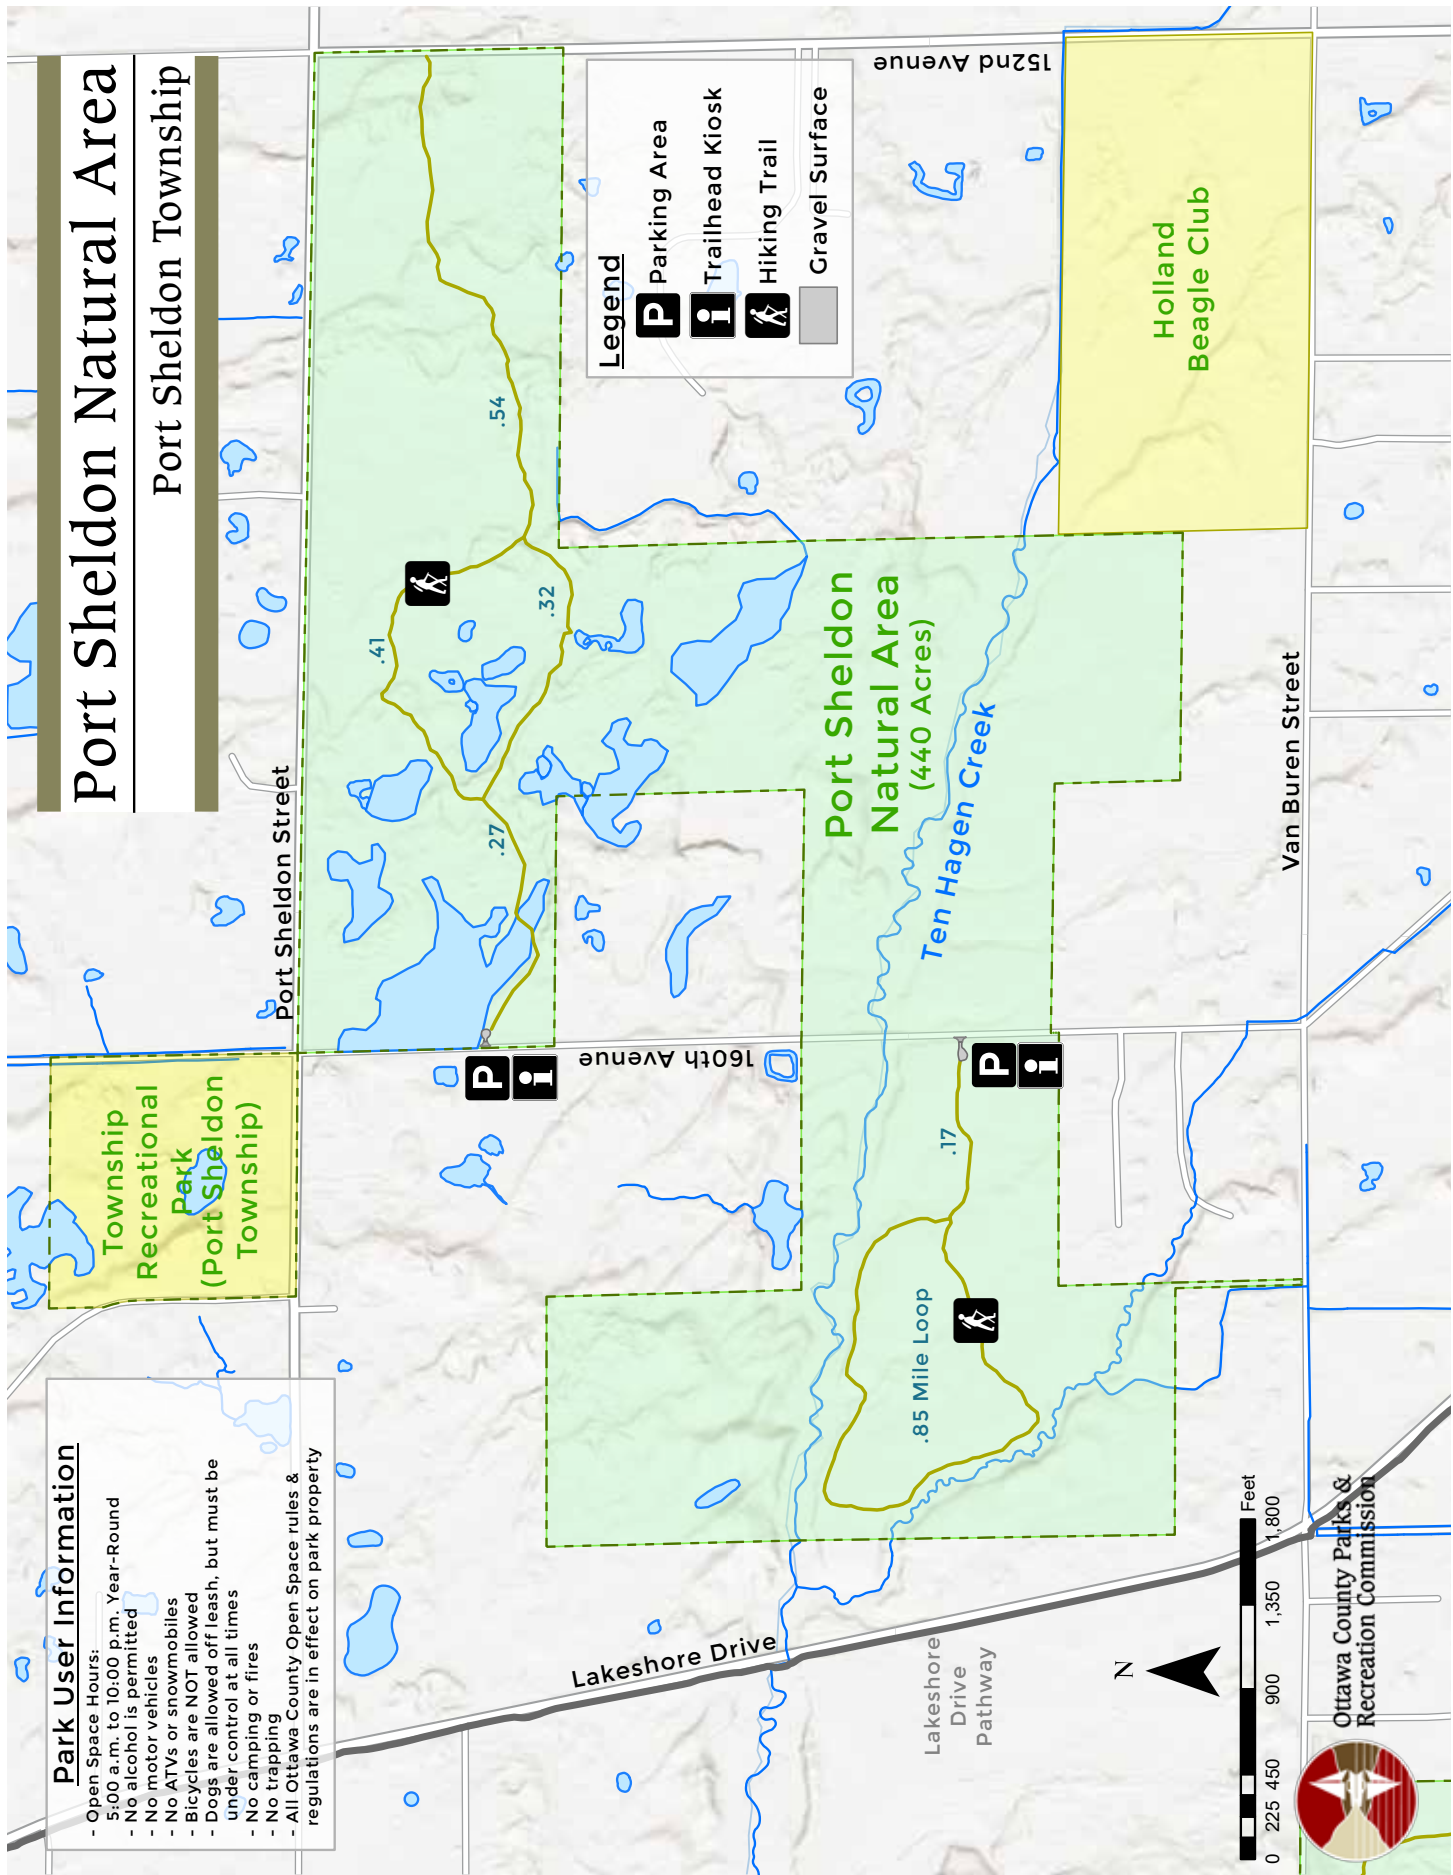 Port Sheldon Natural Area
Port Sheldon Township
Park User Information
- Open Space Hours:
5:00 a.m. to 10:00 p.m. Year-Round
- No alcohol is permitted
- No motor vehicles
- No ATVs or snowmobiles
- Bicycles are NOT allowed
- Dogs are allowed off leash, but must be
under control at all times
- No camping or fires
- No trapping
- All Ottawa County Open Space rules &
regulations are in effect on park property
Township
Recreational
Park
(Port Sheldon
Township)
Port Sheldon Street
.41
.54
.32
.27
P
i
160th Avenue
152nd Avenue
Legend
P Parking Area
i Trailhead Kiosk
Hiking Trail
Gravel Surface
Port Sheldon
Natural Area
(440 Acres)
Ten Hagen Creek
Lakeshore Drive
Lakeshore
Drive
Pathway
.85 Mile Loop
.17
P
i
Holland
Beagle Club
Van Buren Street
N
0 225 450 900 1,350 1,800
Feet
Ottawa County Parks &
Recreation Commission